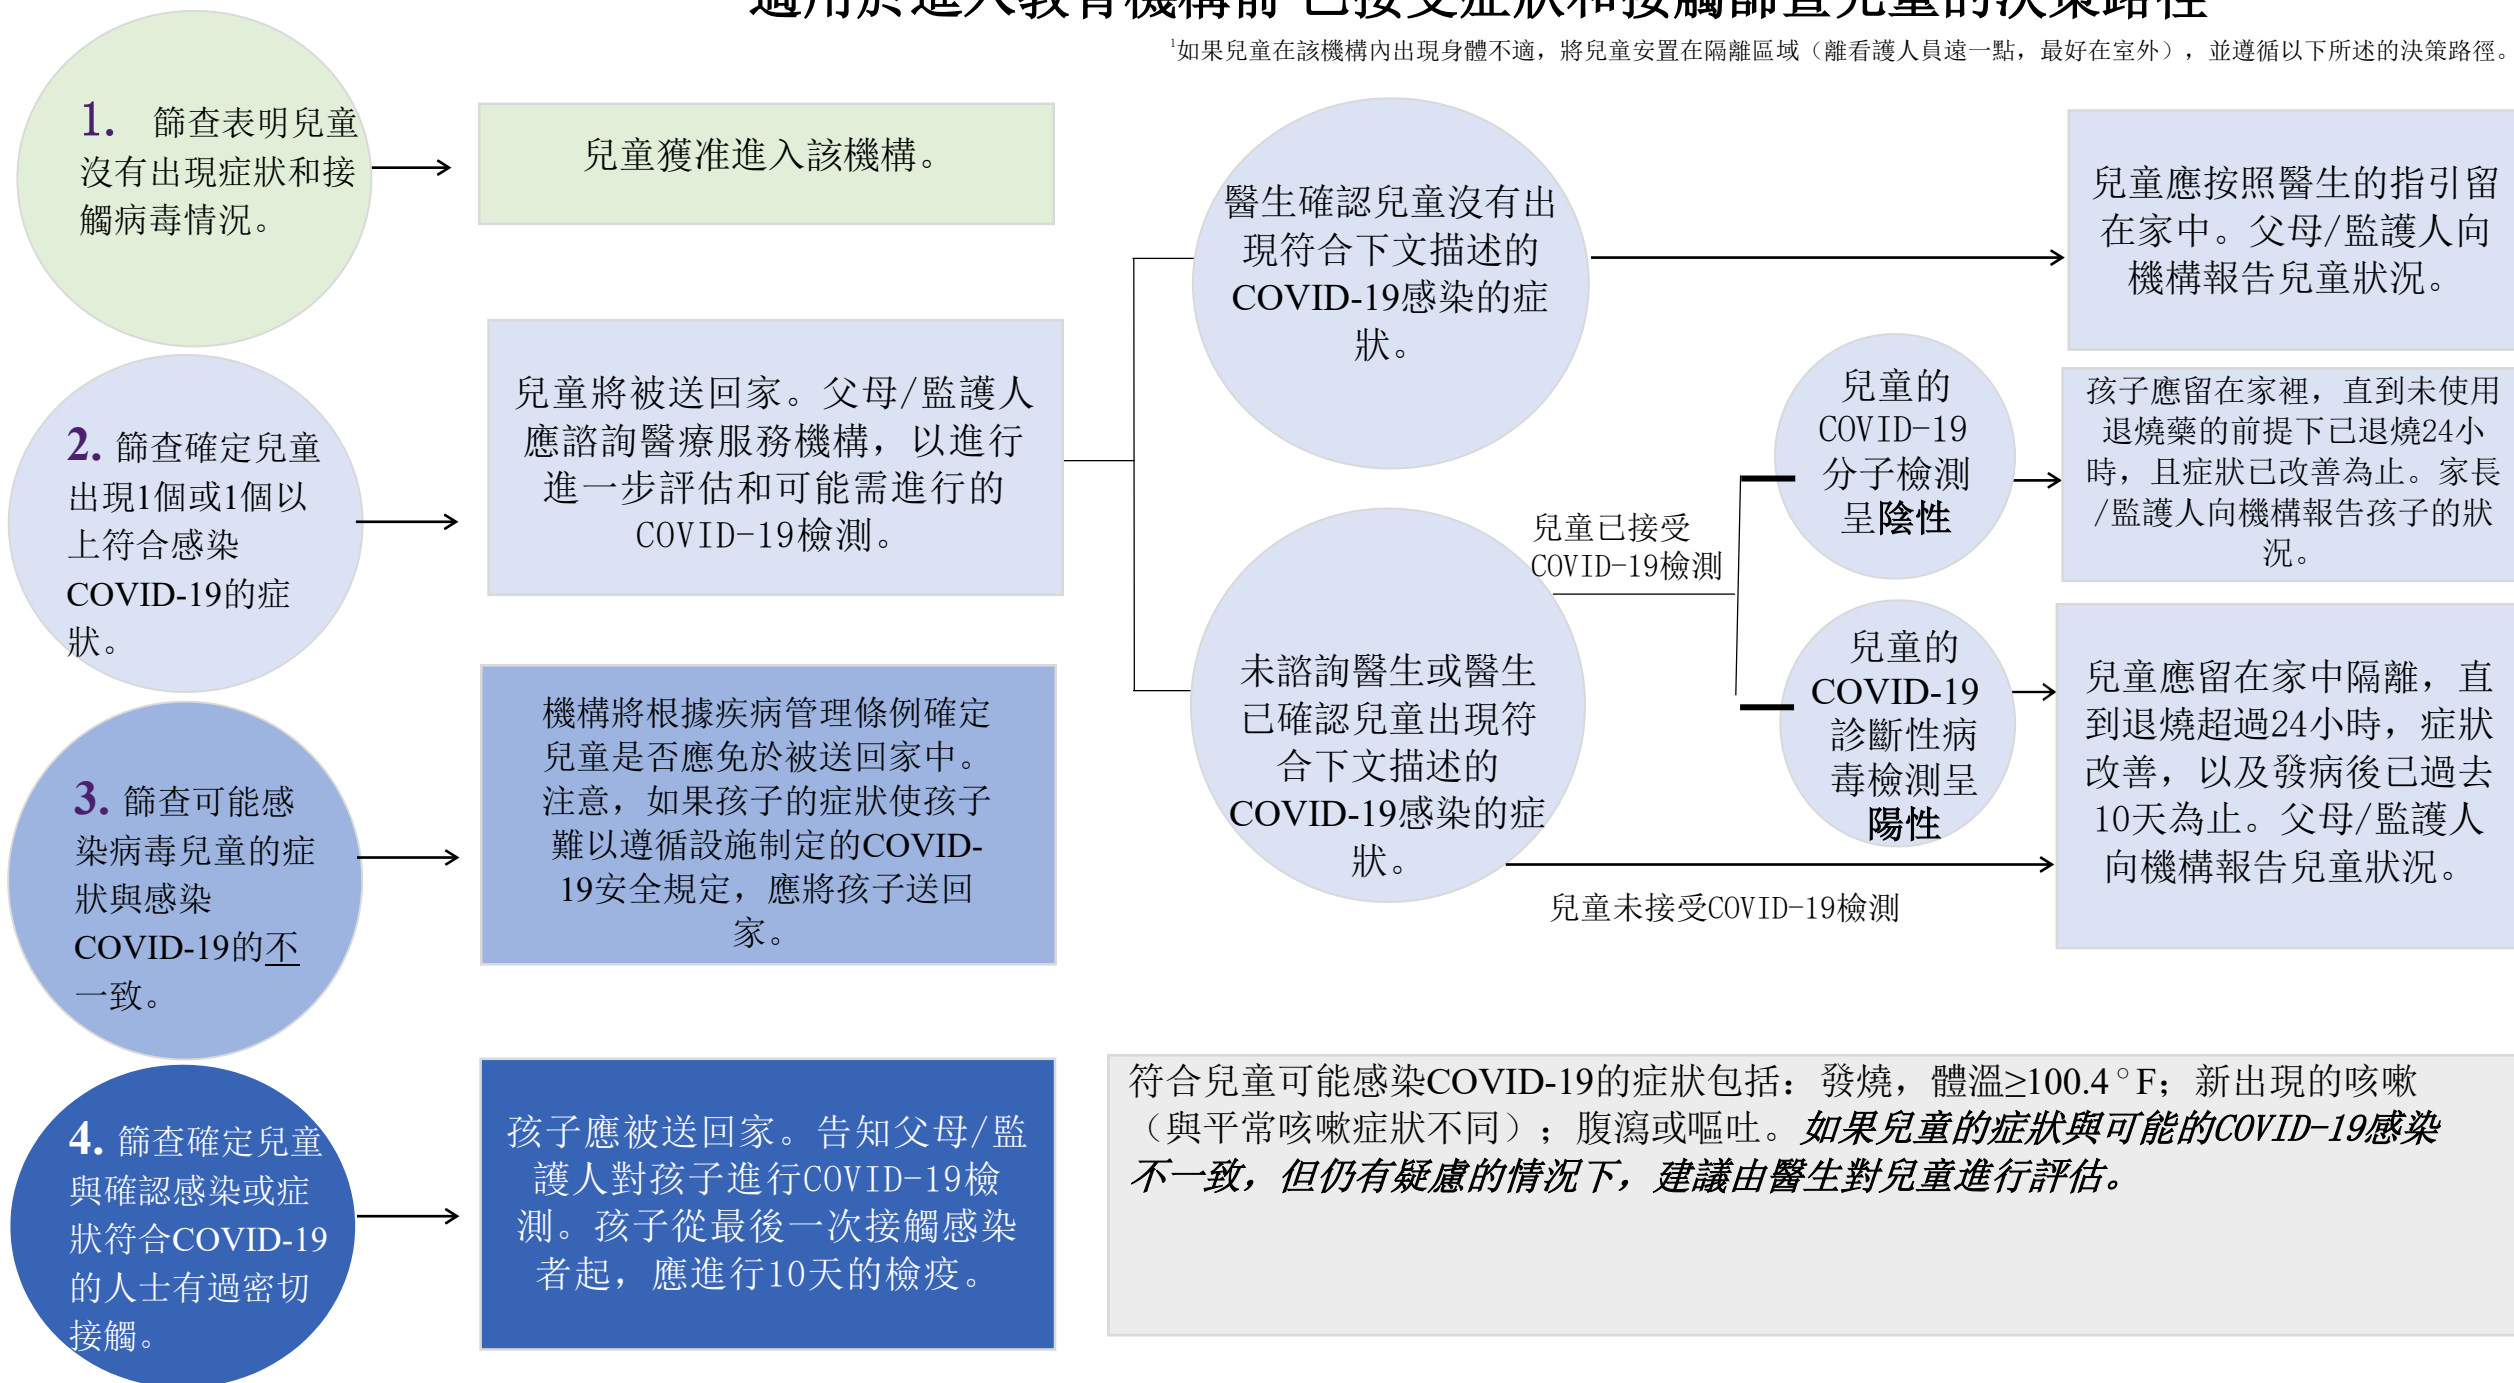 適用於進入教育機構前 已接受症狀和接觸篩查兒童的決策路徑
1如果兒童在該機構內出現身體不適，將兒童安置在隔離區域（離看護人員遠一點，最好在室外），並遵循以下所述的決策路徑。
1. 篩查表明兒童
沒有出現症狀和接
觸病毒情況。
兒童獲准進入該機構。
2. 篩查確定兒童
出現1個或1個以
上符合感染
COVID-19的症
狀。
兒童將被送回家。父母/監護人
應諮詢醫療服務機構，以進行
進一步評估和可能需進行的
COVID-19檢測。
醫生確認兒童沒有出
現符合下文描述的
COVID-19感染的症
狀。
兒童應按照醫生的指引留
在家中。父母/監護人向
機構報告兒童狀況。
未諮詢醫生或醫生
已確認兒童出現符
合下文描述的
COVID-19感染的症
狀。
兒童已接受
COVID-19檢測
兒童的
COVID-19
分子檢測
呈陰性
孩子應留在家裡，直到未使用
退燒藥的前提下已退燒24小
時，且症狀已改善為止。家長
/監護人向機構報告孩子的狀
況。
兒童的
COVID-19
診斷性病
毒檢測呈
陽性
兒童應留在家中隔離，直
到退燒超過24小時，症狀
改善，以及發病後已過去
10天為止。父母/監護人
向機構報告兒童狀況。
兒童未接受COVID-19檢測
3. 篩查可能感
染病毒兒童的症
狀與感染
COVID-19的不
一致。
機構將根據疾病管理條例確定
兒童是否應免於被送回家中。
注意，如果孩子的症狀使孩子
難以遵循設施制定的COVID-
19安全規定，應將孩子送回
家。
4. 篩查確定兒童
與確認感染或症
狀符合COVID-19
的人士有過密切
接觸。
孩子應被送回家。告知父母/監
護人對孩子進行COVID-19檢
測。孩子從最後一次接觸感染
者起，應進行10天的檢疫。
符合兒童可能感染COVID-19的症狀包括：發燒，體溫≥100.4°F；新出現的咳嗽
（與平常咳嗽症狀不同）；腹瀉或嘔吐。如果兒童的症狀與可能的COVID-19感染
不一致，但仍有疑慮的情況下，建議由醫生對兒童進行評估。